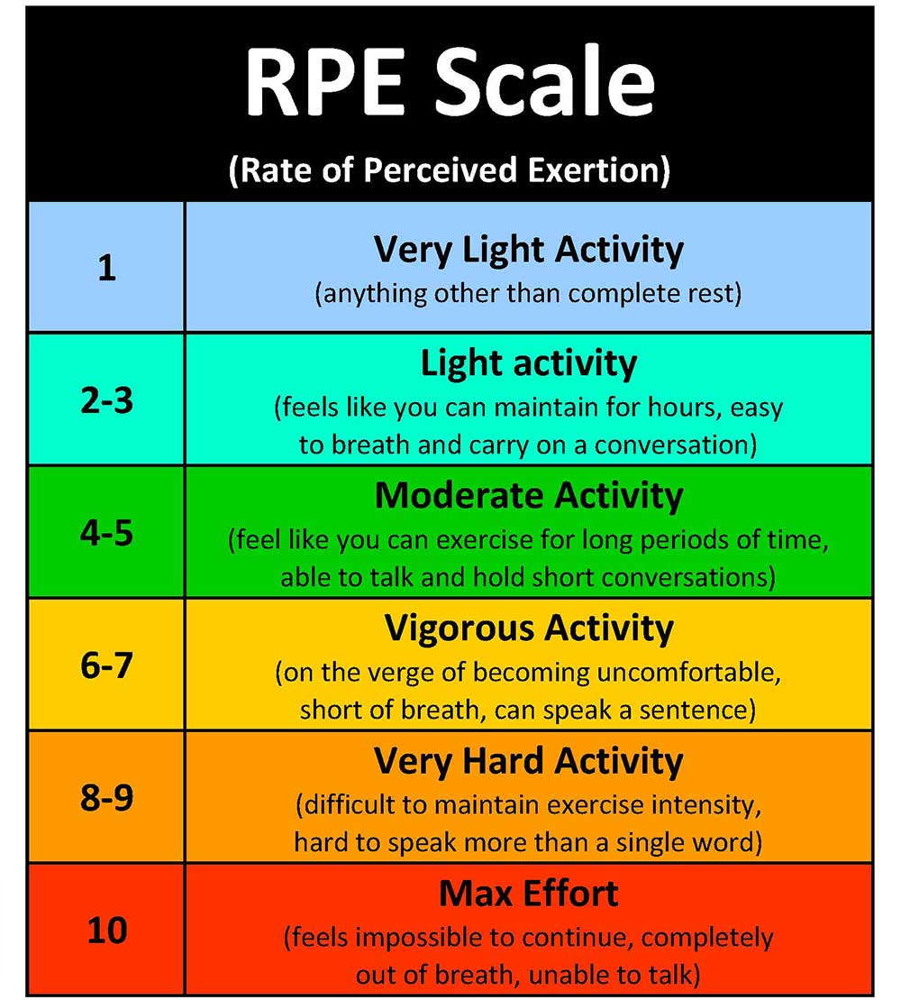 RPE Scale
(Rate of Perceived Exertion)
1
Very Light Activity
(anything other than complete rest)
2-3
Light activity
(feels like you can maintain for hours, easy
to breath and carry on a conversation)
4-5
Moderate Activity
(feel like you can exercise for long periods of time,
able to talk and hold short conversations)
6-7
Vigorous Activity
(on the verge of becoming uncomfortable,
short of breath, can speak a sentence)
8-9
Very Hard Activity
(difficult to maintain exercise intensity,
hard to speak more than a single word)
10
Max Effort
(feels impossible to continue, completely
out of breath, unable to talk)